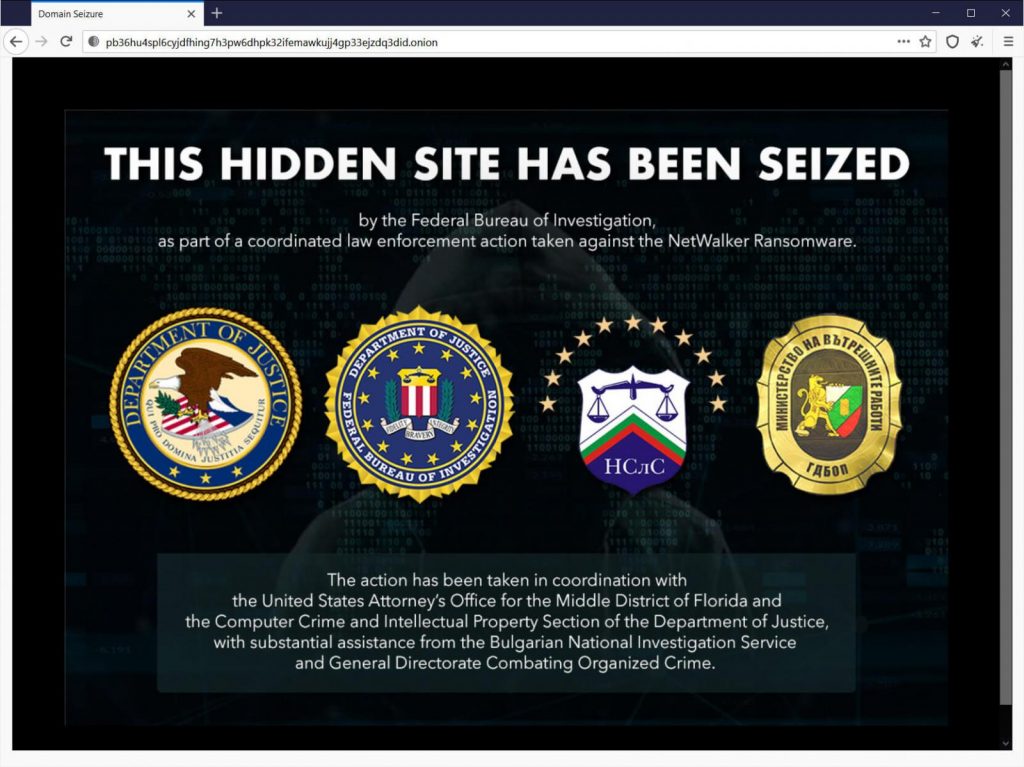 Domain Seizure
pb36hu4spl6cyjdfhing7h3pw6dhpk32ifemawkujj4gp33ejzdq3did.onion
THIS HIDDEN SITE HAS BEEN SEIZED
by the Federal Bureau of Investigation,
as part of a coordinated law enforcement action taken against the NetWalker Ransomware.
DEPARTMENT OF JUSTICE
QUI PRO DOMINA JUSTITIA SEQUITUR
DEPARTMENT OF JUSTICE
FEDERAL BUREAU OF INVESTIGATION
FIDELITY BRAVERY INTEGRITY
НСлС
МИНИСТЕРСТВО НА ВЪТРЕШНИТЕ РАБОТИ
ГДБОП
The action has been taken in coordination with
the United States Attorney's Office for the Middle District of Florida and
the Computer Crime and Intellectual Property Section of the Department of Justice,
with substantial assistance from the Bulgarian National Investigation Service
and General Directorate Combating Organized Crime.